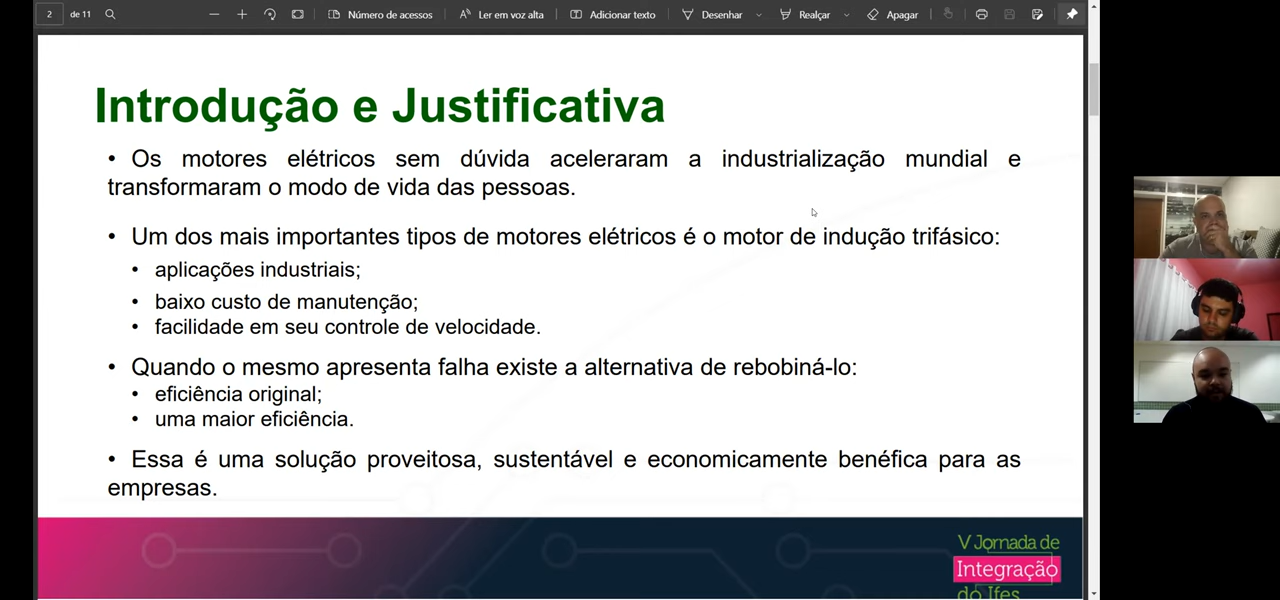 2 de 11 Número de acessos Ler em voz alta Adicionar texto Desenhar Realçar Apagar
Introdução e Justificativa
• Os motores elétricos sem dúvida aceleraram a industrialização mundial e
transformaram o modo de vida das pessoas.
• Um dos mais importantes tipos de motores elétricos é o motor de indução trifásico:
• aplicações industriais;
• baixo custo de manutenção;
• facilidade em seu controle de velocidade.
• Quando o mesmo apresenta falha existe a alternativa de rebobiná-lo:
• eficiência original;
• uma maior eficiência.
• Essa é uma solução proveitosa, sustentável e economicamente benéfica para as
empresas.
V Jornada de
Integração
do Ifes